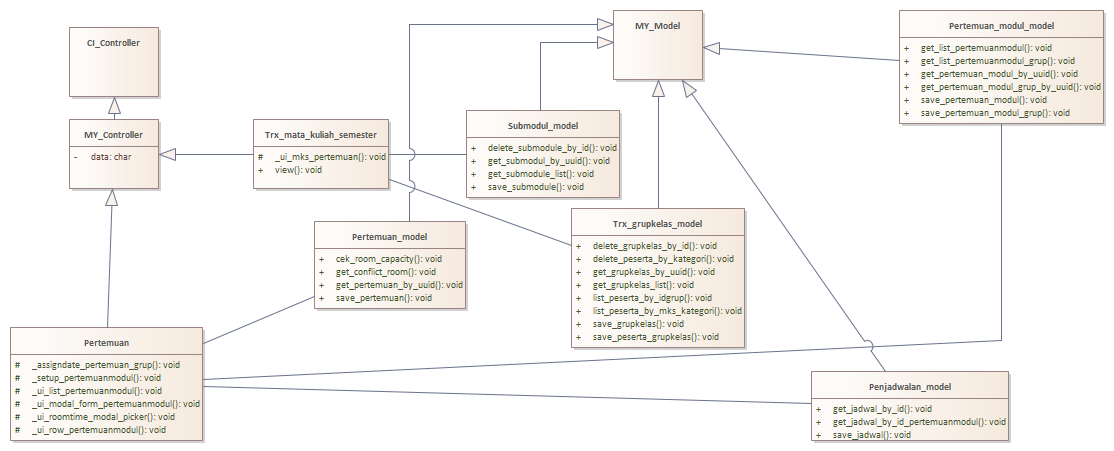 CI_Controller
MY_Model
Pertemuan_modul_model
+ get_list_pertemuanmodul(): void
+ get_list_pertemuanmodul_grup(): void
+ get_pertemuan_modul_by_uuid(): void
+ get_pertemuan_modul_grup_by_uuid(): void
+ save_pertemuan_modul(): void
+ save_pertemuan_modul_grup(): void
MY_Controller
- data: char
Trx_mata_kuliah_semester
# _ui_mks_pertemuan(): void
+ view(): void
Submodul_model
+ delete_submodule_by_id(): void
+ get_submodul_by_uuid(): void
+ get_submodul_list(): void
+ save_submodule(): void
Pertemuan_model
+ cek_room_capacity(): void
+ get_conflict_room(): void
+ get_pertemuan_by_uuid(): void
+ save_pertemuan(): void
Trx_grupkelas_model
+ delete_grupkelas_by_id(): void
+ delete_peserta_by_kategori(): void
+ get_grupkelas_by_uuid(): void
+ get_grupkelas_list(): void
+ list_peserta_by_idgrup(): void
+ list_peserta_by_mks_kategori(): void
+ save_grupkelas(): void
+ save_peserta_grupkelas(): void
Pertemuan
# _assigndate_pertemuan_grup(): void
# _setup_pertemuanmodul(): void
# _ui_list_pertemuanmodul(): void
# _ui_modal_form_pertemuanmodul(): void
# _ui_roomtime_modal_picker(): void
# _ui_row_pertemuanmodul(): void
Penjadwalan_model
+ get_jadwal_by_id(): void
+ get_jadwal_by_id_pertemuanmodul(): void
+ save_jadwal(): void